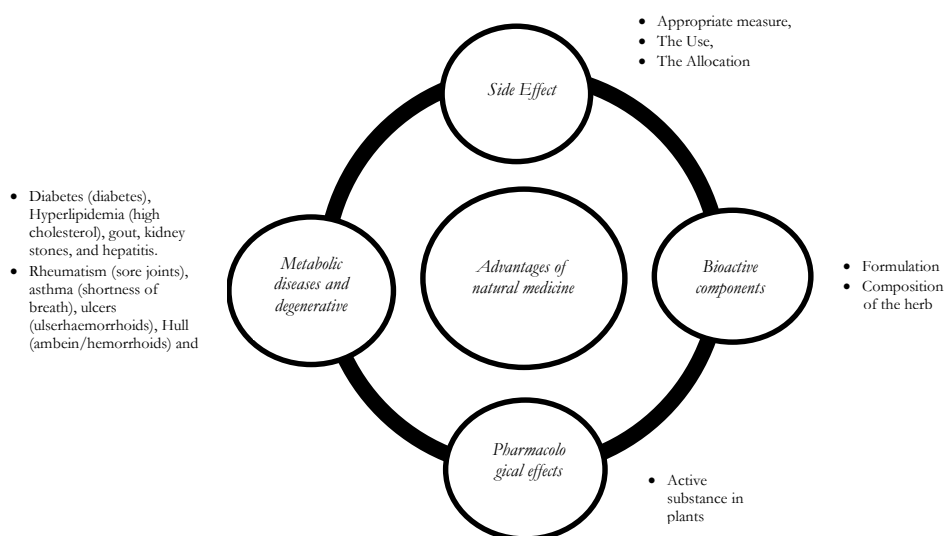 • Appropriate measure,
• The Use,
• The Allocation
Side Effect
• Diabetes (diabetes),
Hyperlipidemia (high
cholesterol), gout, kidney
stones, and hepatitis.
• Rheumatism (sore joints),
asthma (shortness of
breath), ulcers
(ulserhaemorrhoids), Hull
(ambein/hemorrhoids) and
Metabolic
diseases and
degenerative
Advantages of
natural medicine
Bioactive
components
• Formulation
• Composition
of the herb
Pharmacolo
gical effects
• Active
substance in
plants